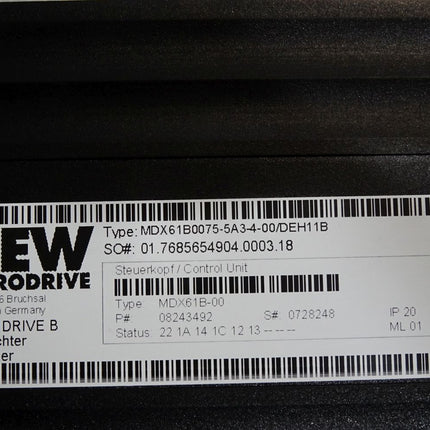 EW
RODRIVE
6 Bruchsal
n Germany
DRIVE B
chter
er
Type: MDX61B0075-5A3-4-00/DEH11B
SO#: 01.7685654904.0003.18
Steuerkopf / Control Unit
Type: MDX61B-00
P#: 08243492 S#: 0728248 IP 20
Status: 22 1A 14 1C 12 13 -- -- -- ML 01